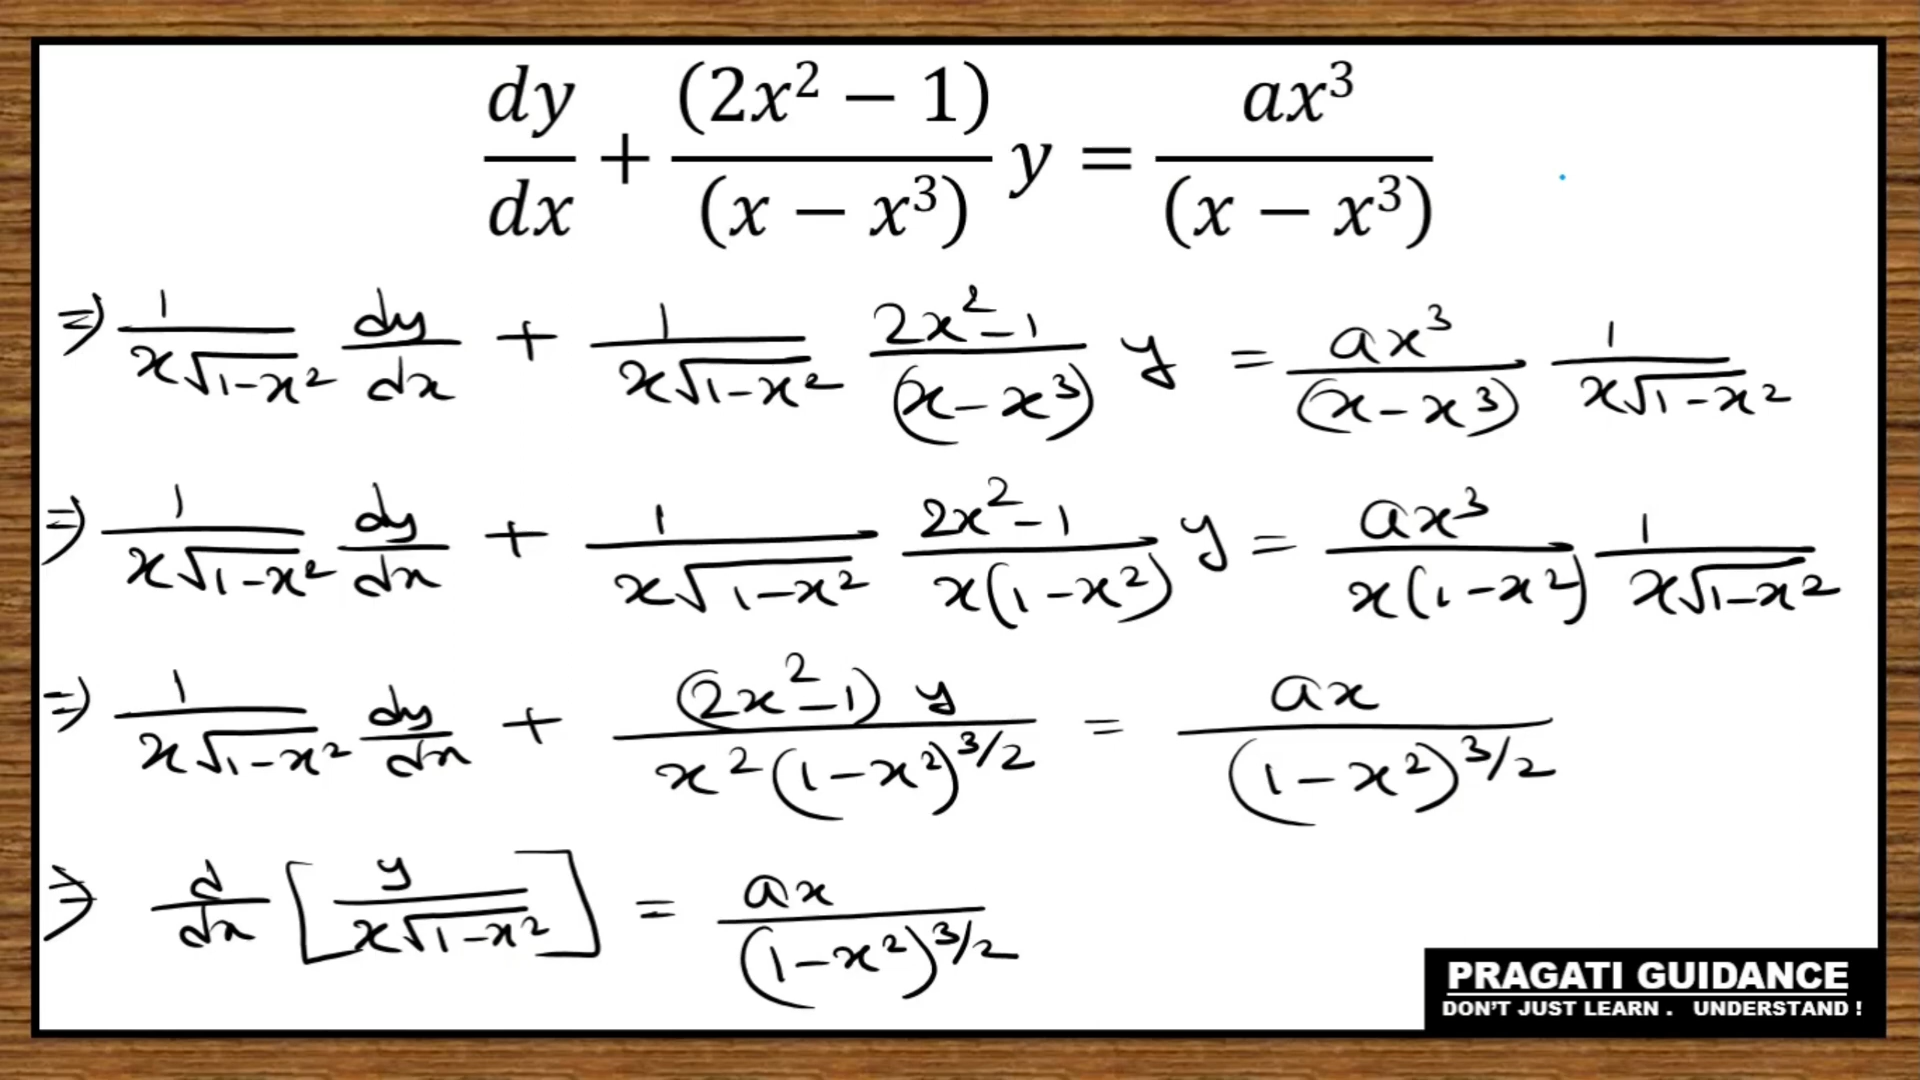 dy/dx + (2x² − 1)/(x − x³) y = ax³/(x − x³)
⇒ 1/(x√(1-x²)) dy/dx + 1/(x√(1-x²)) (2x²-1)/(x-x³) y = ax³/(x-x³) 1/(x√(1-x²))
⇒ 1/(x√(1-x²)) dy/dx + 1/(x√(1-x²)) (2x²-1)/(x(1-x²)) y = ax³/(x(1-x²)) 1/(x√(1-x²))
⇒ 1/(x√(1-x²)) dy/dx + (2x²-1) y/(x²(1-x²)^(3/2)) = ax/(1-x²)^(3/2)
⇒ d/dx [y/(x√(1-x²))] = ax/(1-x²)^(3/2)
PRAGATI GUIDANCE
DON'T JUST LEARN . UNDERSTAND !